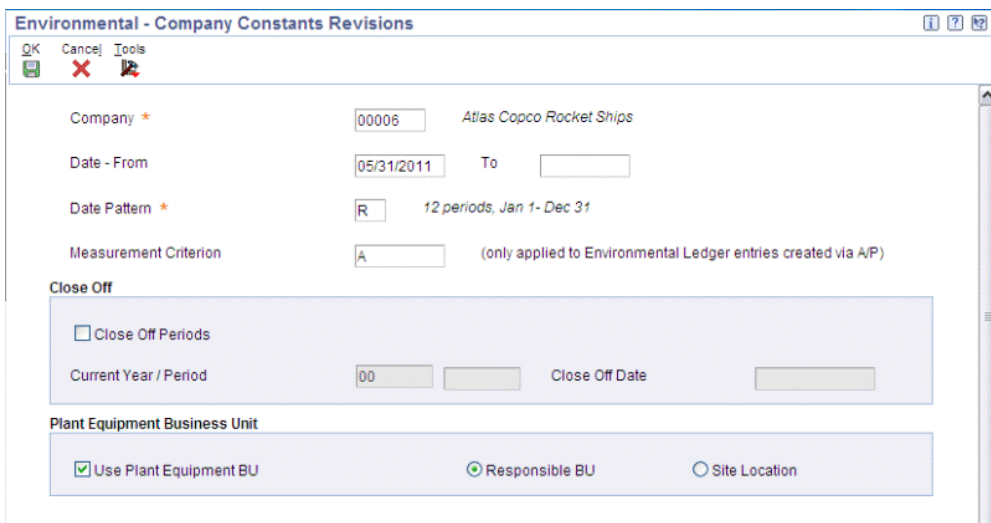 Environmental - Company Constants Revisions
OK Cancel Tools
Company * 00006 Atlas Copco Rocket Ships
Date - From 05/31/2011 To
Date Pattern * R 12 periods, Jan 1- Dec 31
Measurement Criterion A (only applied to Environmental Ledger entries created via A/P)
Close Off
Close Off Periods
Current Year / Period 00 Close Off Date
Plant Equipment Business Unit
Use Plant Equipment BU Responsible BU Site Location